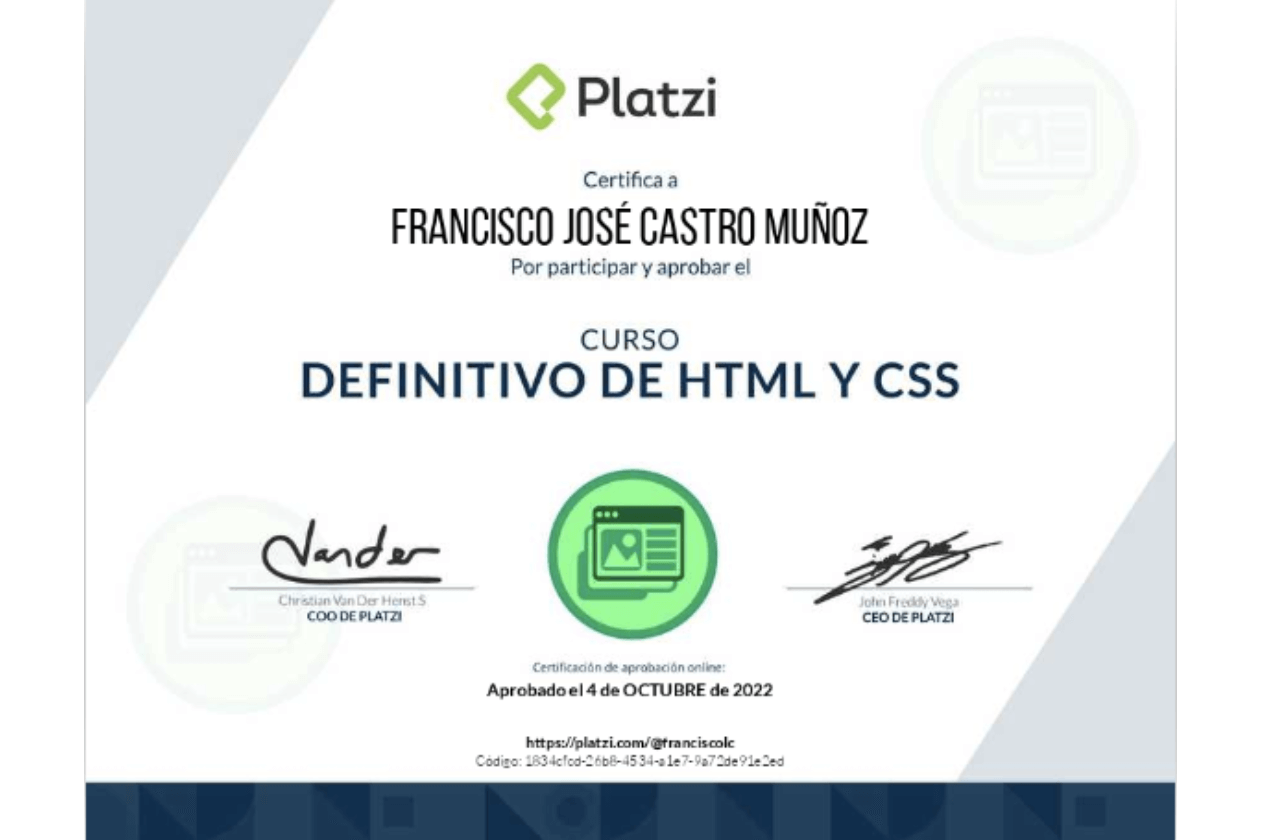 Platzi
Certifica a
FRANCISCO JOSÉ CASTRO MUÑOZ
Por participar y aprobar el
CURSO
DEFINITIVO DE HTML Y CSS
Vander
Christian Van Der Henst S
COO DE PLATZI
John Freddy Vega
CEO DE PLATZI
Certificación de aprobación online:
Aprobado el 4 de OCTUBRE de 2022
https://platzi.com/@franciscolc
Código: 1834cfcd-26b8-4534-a1e7-9a72de91e2ed